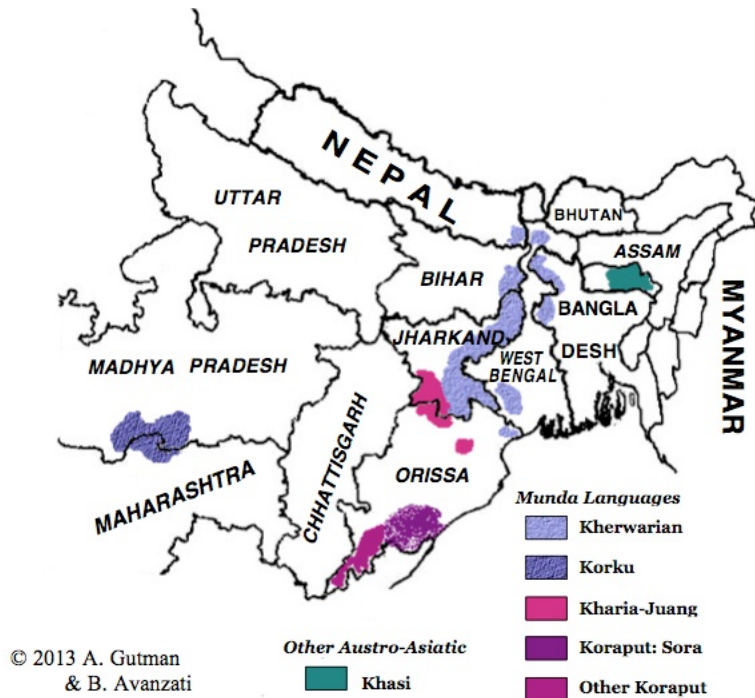 NEPAL
UTTAR
PRADESH
BHUTAN
ASSAM
BIHAR
BANGLA
DESH
MYANMAR
JHARKAND
WEST
BENGAL
MADHYA PRADESH
CHHATTISGARH
MAHARASHTRA
ORISSA
Munda Languages
Kherwarian
Korku
Kharia-Juang
Koraput: Sora
Other Koraput
Other Austro-Asiatic
Khasi
© 2013 A. Gutman
& B. Avanzati